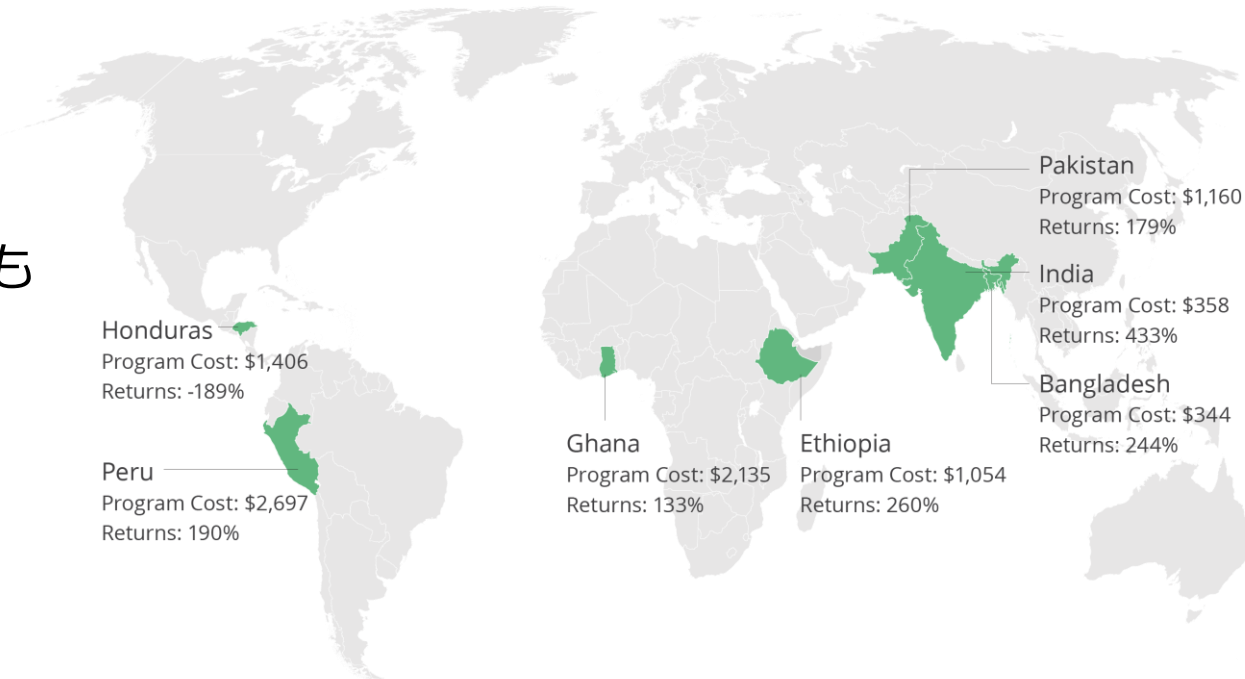 も
Honduras
Program Cost: $1,406
Returns: -189%
Peru
Program Cost: $2,697
Returns: 190%
Ghana
Program Cost: $2,135
Returns: 133%
Ethiopia
Program Cost: $1,054
Returns: 260%
Pakistan
Program Cost: $1,160
Returns: 179%
India
Program Cost: $358
Returns: 433%
Bangladesh
Program Cost: $344
Returns: 244%